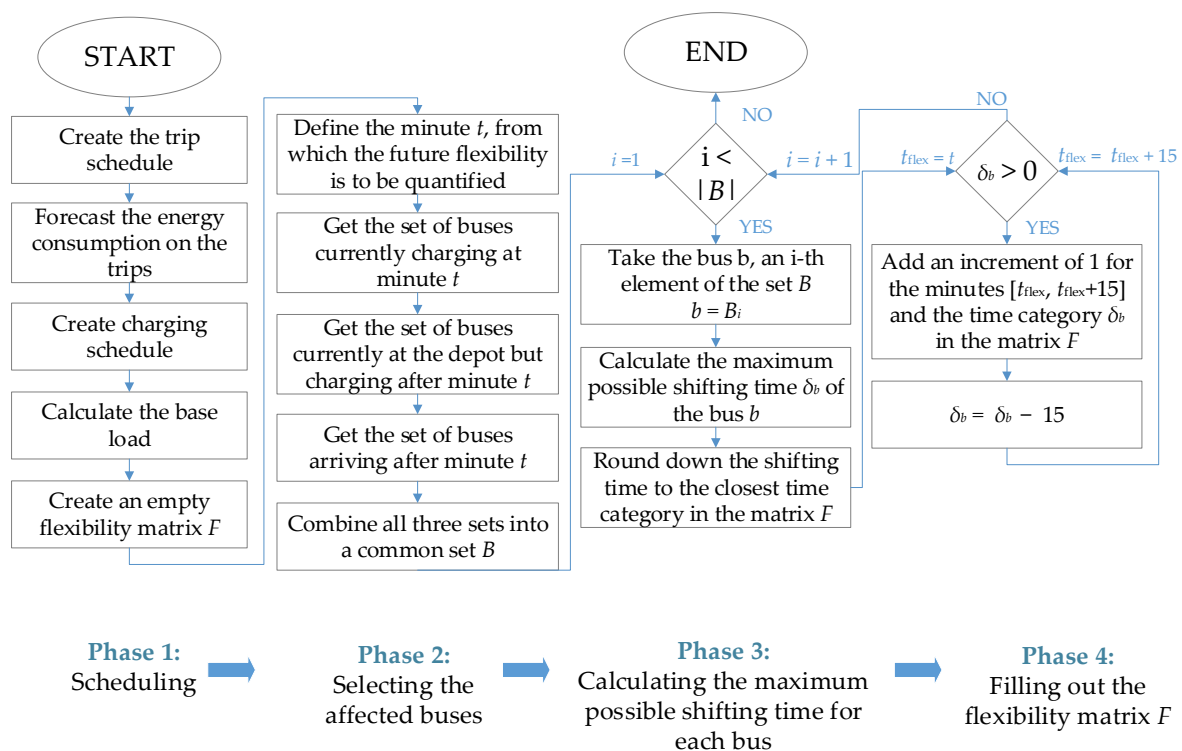 START
Create the trip
schedule
Forecast the energy
consumption on the
trips
Create charging
schedule
Calculate the base
load
Create an empty
flexibility matrix F
Define the minute t, from
which the future flexibility
is to be quantified
Get the set of buses
currently charging at
minute t
Get the set of buses
currently at the depot but
charging after minute t
Get the set of buses
arriving after minute t
Combine all three sets into
a common set B
END
NO
i =1
i <
|B|
i = i + 1
YES
Take the bus b, an i-th
element of the set B
b = Bi
Calculate the maximum
possible shifting time δb of
the bus b
Round down the shifting
time to the closest time
category in the matrix F
NO
tflex = t
δb > 0
tflex = tflex + 15
YES
Add an increment of 1 for
the minutes [tflex, tflex+15]
and the time category δb
in the matrix F
δb = δb − 15
Phase 1:
Scheduling
Phase 2:
Selecting the
affected buses
Phase 3:
Calculating the maximum
possible shifting time for
each bus
Phase 4:
Filling out the
flexibility matrix F